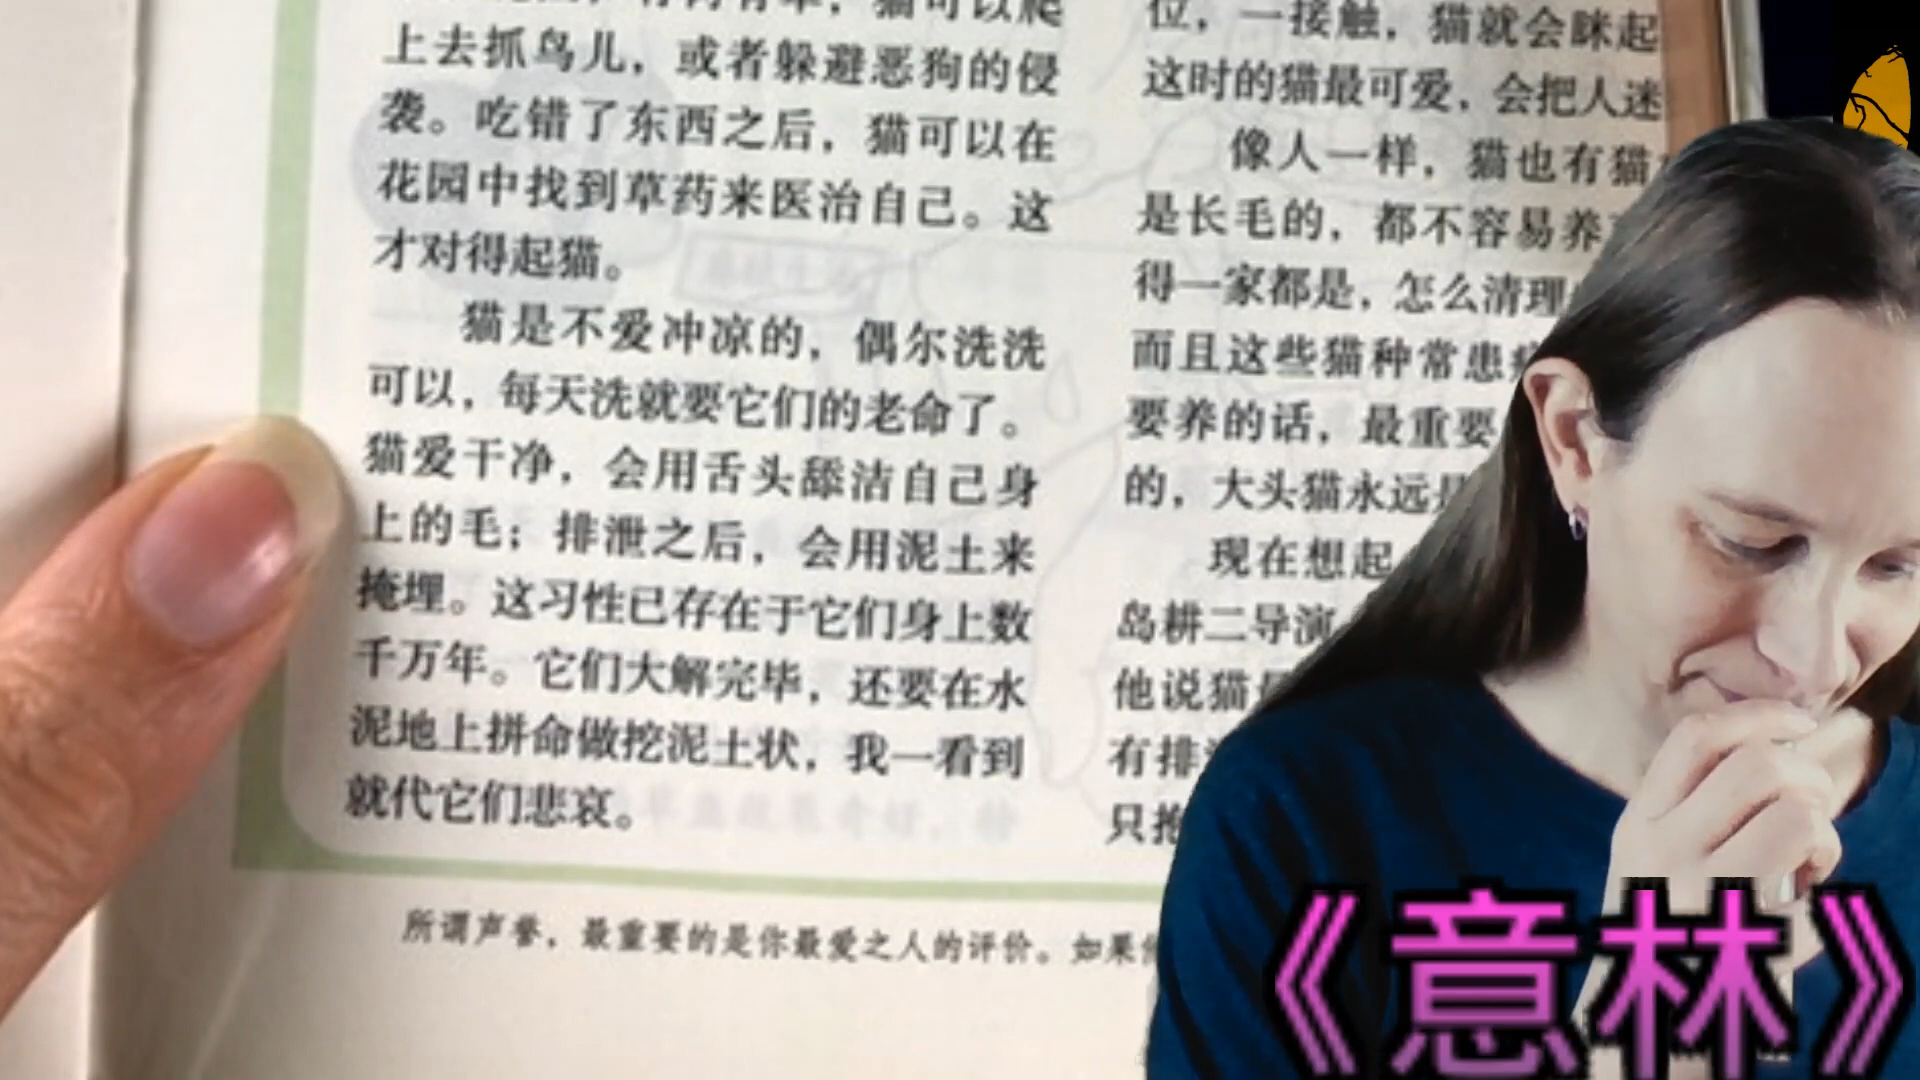 上去抓鸟儿，或者躲避恶狗的侵
袭。吃错了东西之后，猫可以在
花园中找到草药来医治自己。这
才对得起猫。
猫是不爱冲凉的，偶尔洗洗
可以，每天洗就要它们的老命了。
猫爱干净，会用舌头舔洁自己身
上的毛；排泄之后，会用泥土来
掩埋。这习性已存在于它们身上数
千万年。它们大解完毕，还要在水
泥地上拼命做挖泥土状，我一看到
就代它们悲哀。
位，一接触，猫就会眯起
这时的猫最可爱，会把人迷
像人一样，猫也有猫
是长毛的，都不容易养
得一家都是，怎么清理
而且这些猫种常患
要养的话，最重要
的，大头猫永远是
现在想起
岛耕二导演
他说猫
有排
只抱
所谓声誉，最重要的是你最爱之人的评价。如果
《意林》